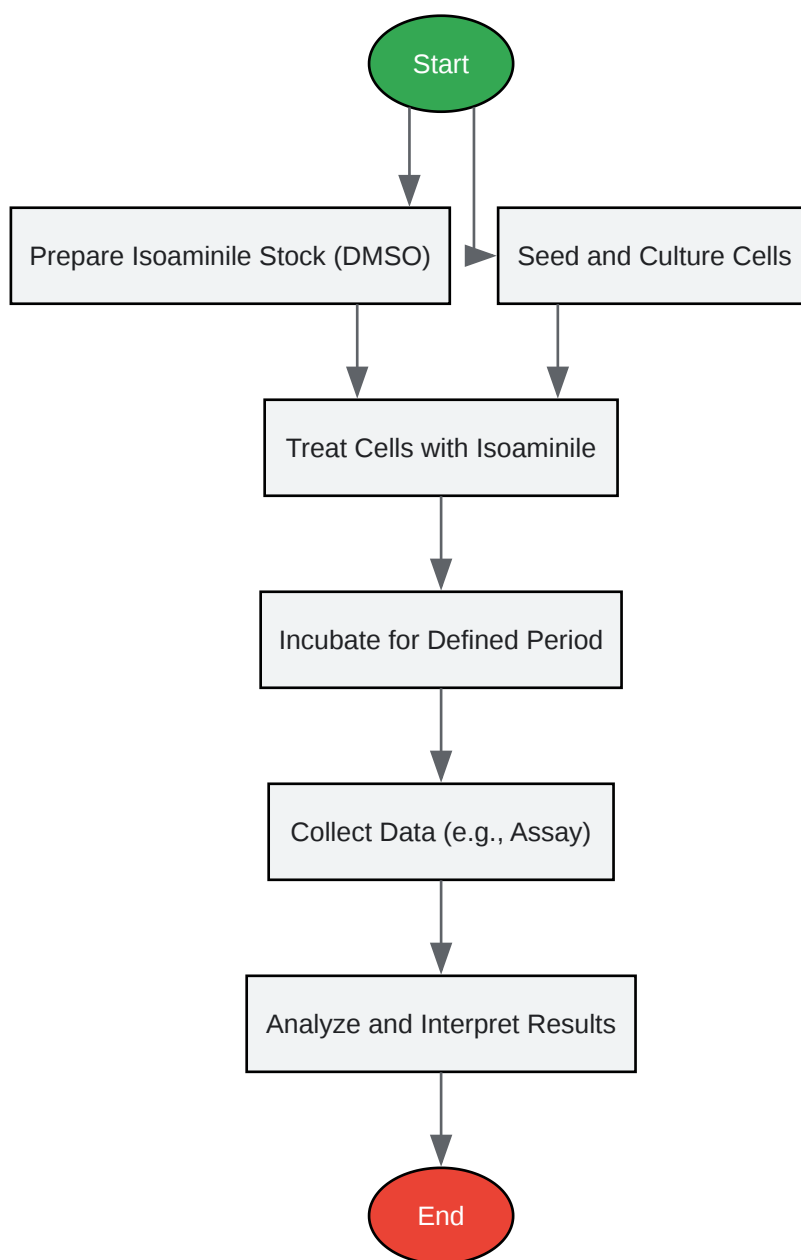 Start
Prepare Isoaminile Stock (DMSO)
Seed and Culture Cells
Treat Cells with Isoaminile
Incubate for Defined Period
Collect Data (e.g., Assay)
Analyze and Interpret Results
End